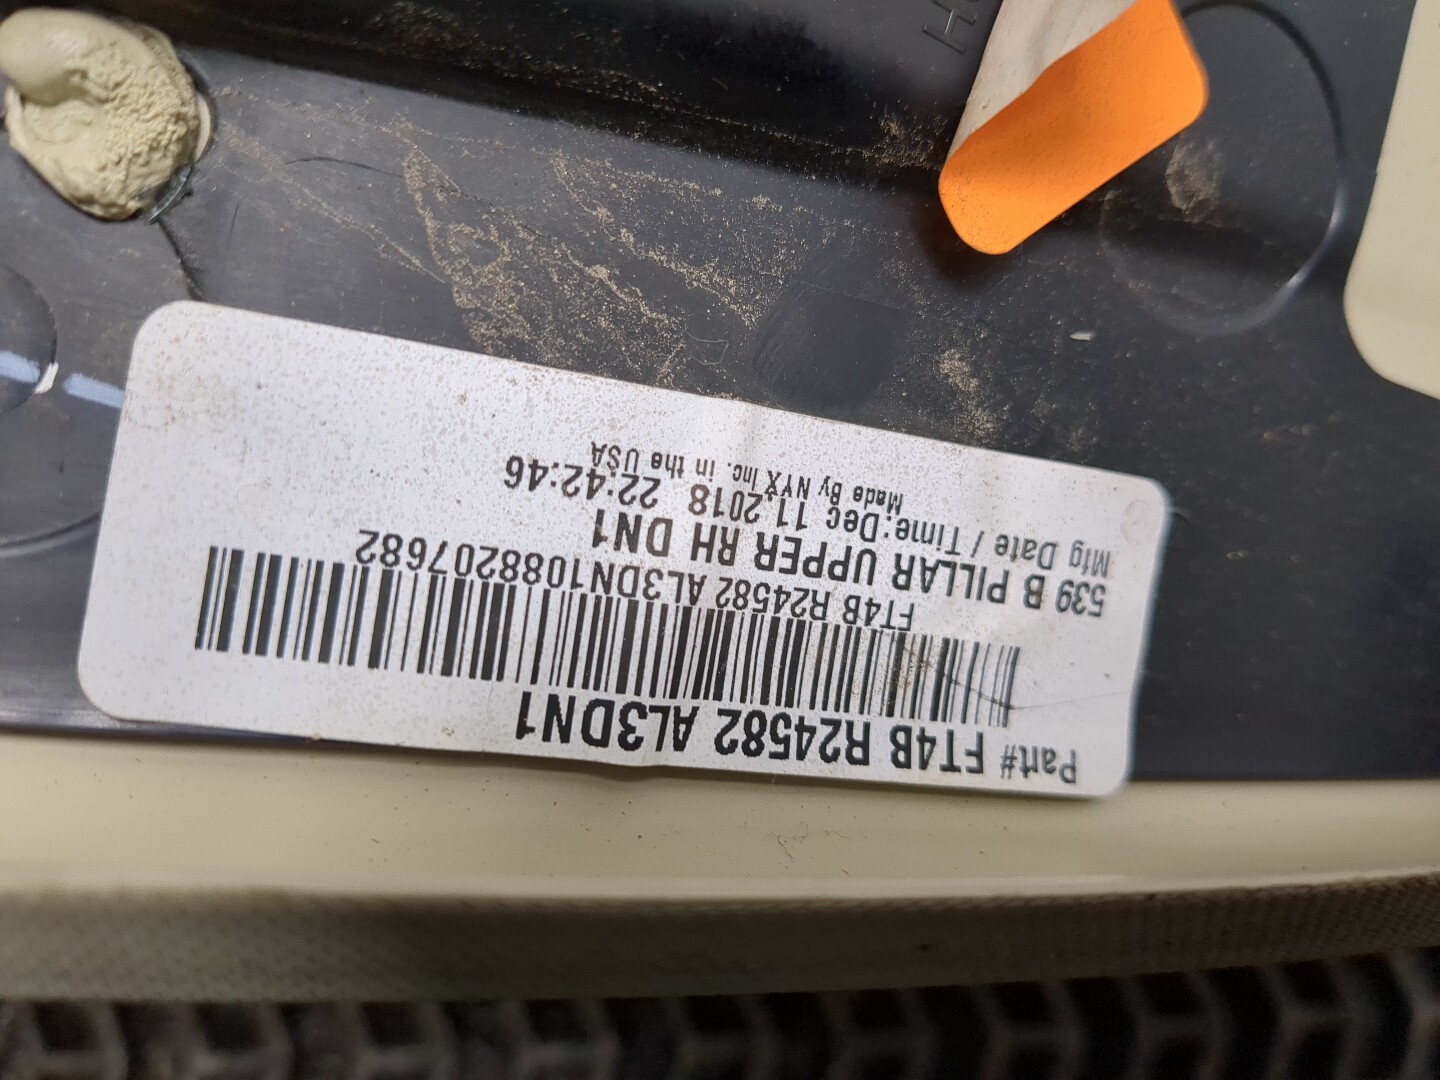 Part# FT4B R24582 AL3DN1
FT4B R24582 AL3DN1088207682
539 B PILLAR UPPER RH DN1
Mfg Date / Time:Dec 11,2018 22:42:46
Made By NYX Inc. in the USA